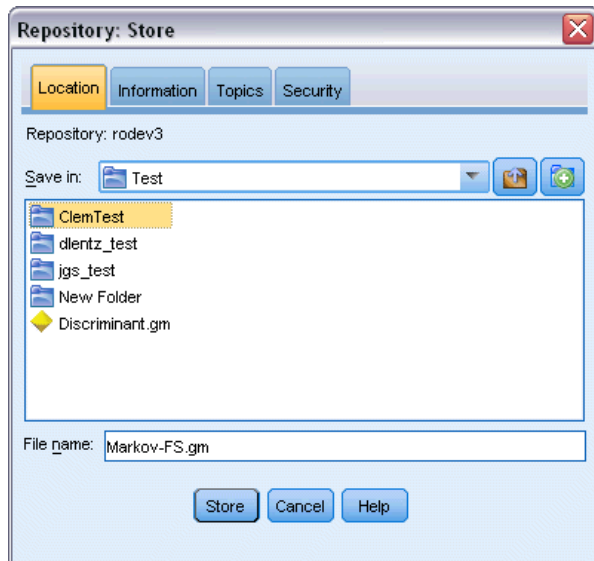 Repository: Store
Location Information Topics Security
Repository: rodev3
Save in: Test
ClemTest
dlentz_test
jgs_test
New Folder
Discriminant.gm
File name: Markov-FS.gm
Store Cancel Help